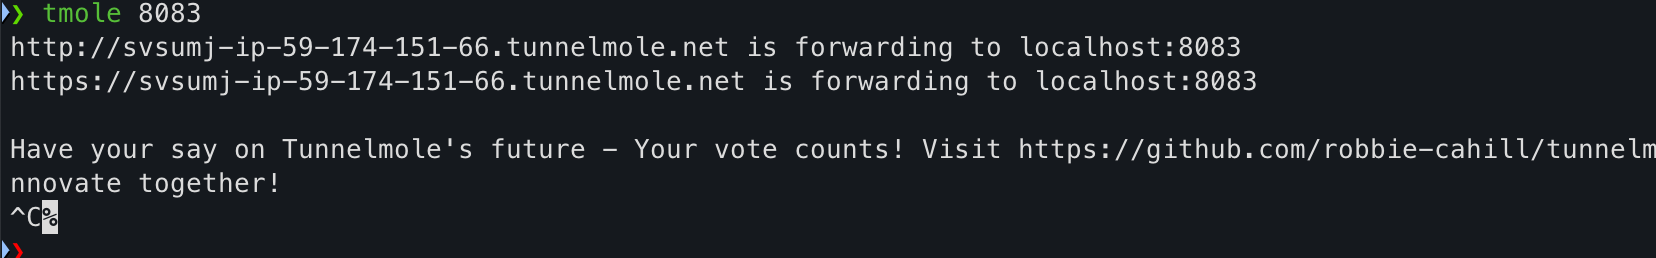 ❯ tmole 8083
http://svsumj-ip-59-174-151-66.tunnelmole.net is forwarding to localhost:8083
https://svsumj-ip-59-174-151-66.tunnelmole.net is forwarding to localhost:8083
Have your say on Tunnelmole's future – Your vote counts! Visit https://github.com/robbie-cahill/tunnelm
nnovate together!
^C%
❯